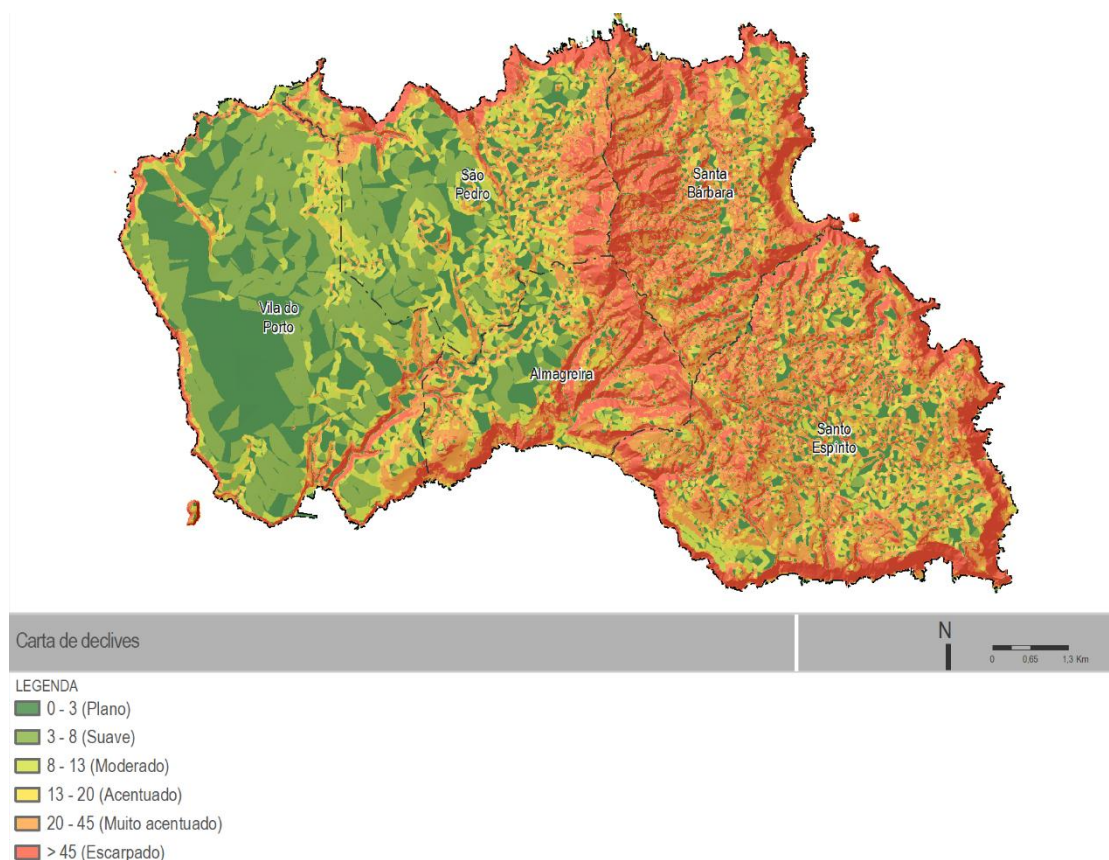 São
Pedro
Santa
Bárbara
Vila do
Porto
Almagreira
Santo
Espírito
Carta de declives
N
0 0,65 1,3 Km
LEGENDA
0 - 3 (Plano)
3 - 8 (Suave)
8 - 13 (Moderado)
13 - 20 (Acentuado)
20 - 45 (Muito acentuado)
> 45 (Escarpado)